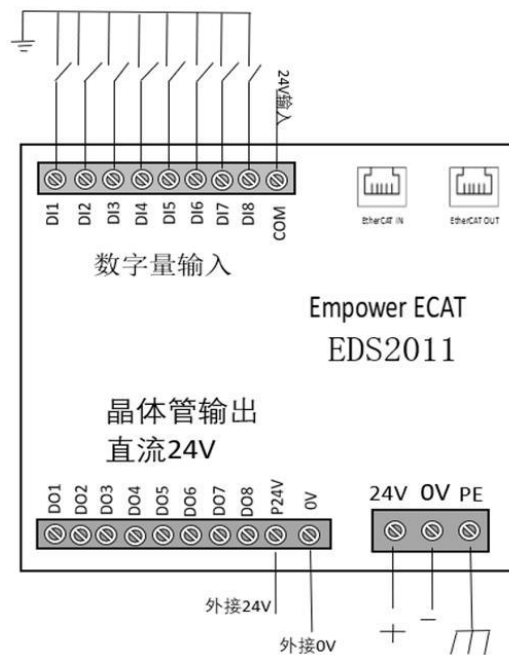 24V输入
DI1 DI2 DI3 DI4 DI5 DI6 DI7 DI8 COM
EtherCAT IN EtherCAT OUT
数字量输入
Empower ECAT
EDS2011
晶体管输出
直流24V
DO1 DO2 DO3 DO4 DO5 DO6 DO7 DO8 P24V 0V
24V 0V PE
外接24V
外接0V
+ −